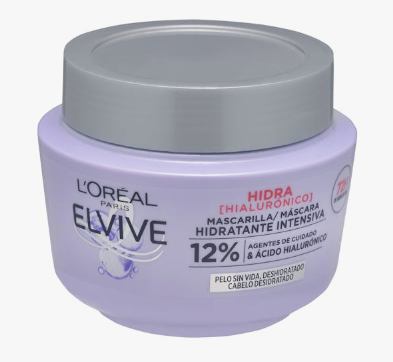 L'ORÉAL
PARIS
ELVIVE
HIDRA
[HIALURÓNICO]
MASCARILLA/ MÁSCARA
HIDRATANTE INTENSIVA
12% AGENTES DE CUIDADO
& ÁCIDO HIALURÓNICO
PELO SIN VIDA, DESHIDRATADO
CABELO DESIDRATADO
72H